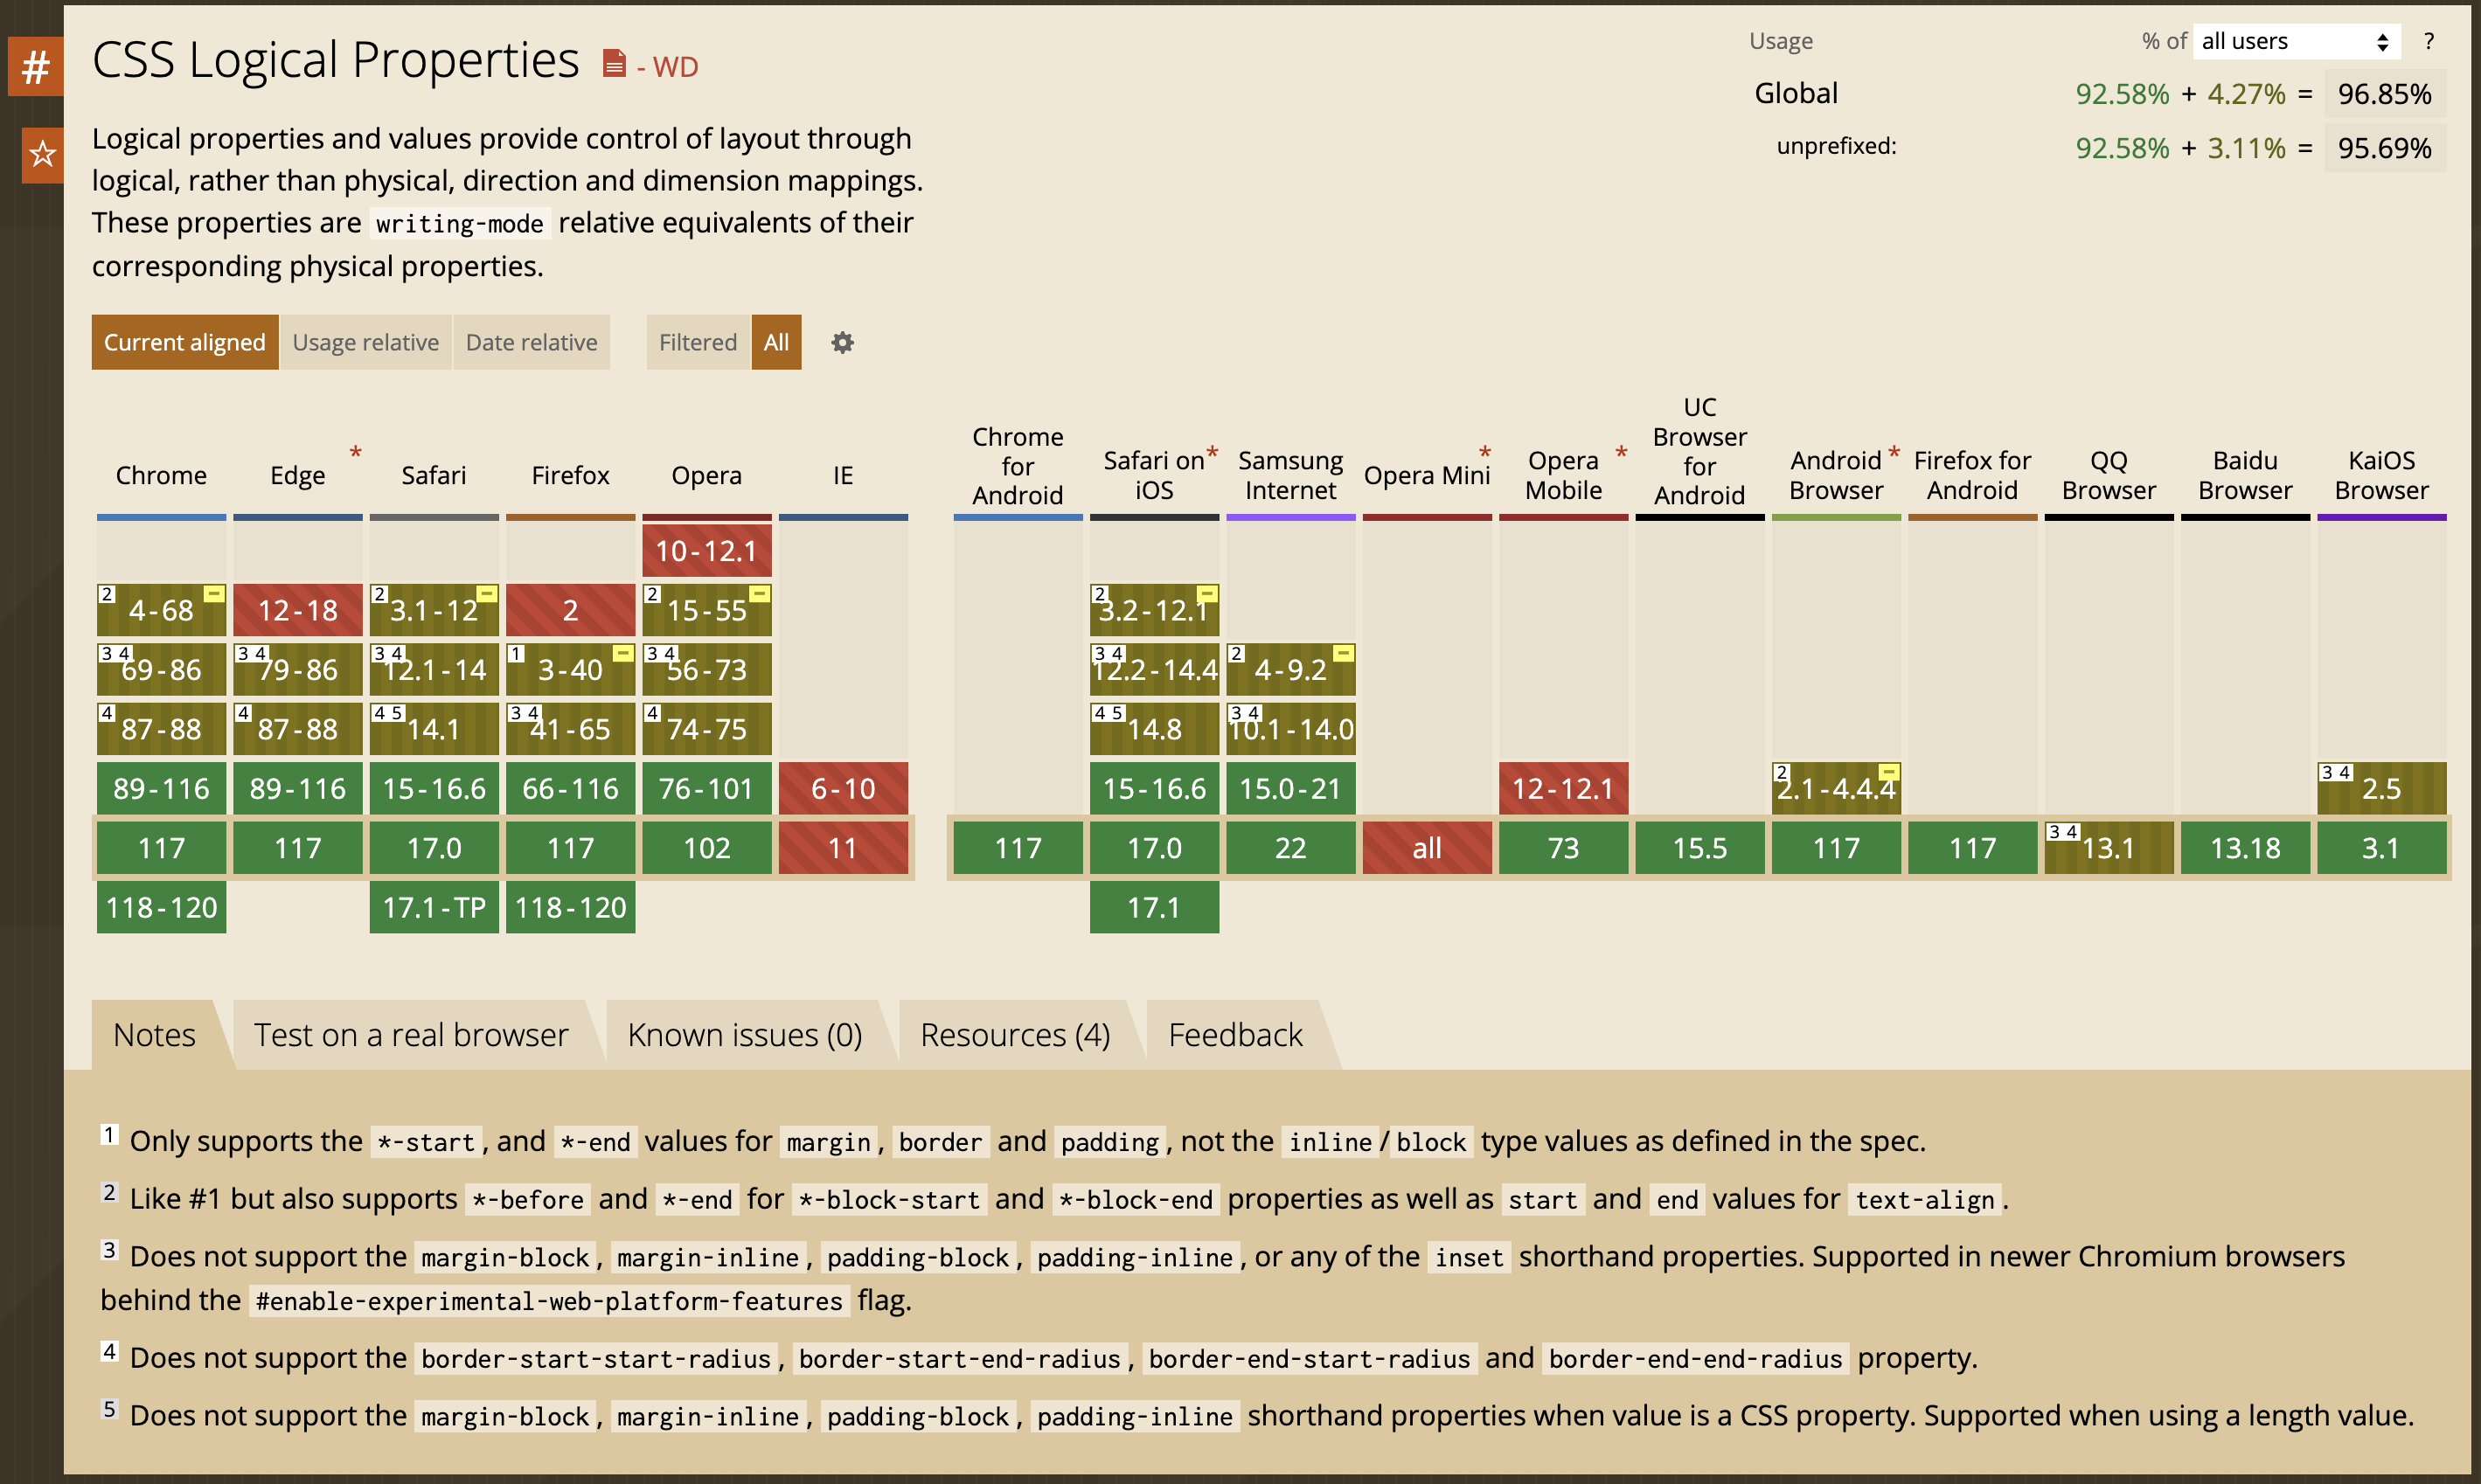 #
☆
CSS Logical Properties - WD
Usage % of all users ?
Global 92.58% + 4.27% = 96.85%
unprefixed: 92.58% + 3.11% = 95.69%
Logical properties and values provide control of layout through
logical, rather than physical, direction and dimension mappings.
These properties are writing-mode relative equivalents of their
corresponding physical properties.
Current aligned Usage relative Date relative Filtered All
Chrome
Edge *
Safari
Firefox
Opera
IE
Chrome
for
Android
Safari on *
iOS
Samsung
Internet
Opera Mini *
Opera *
Mobile
UC
Browser
for
Android
Android *
Browser
Firefox for
Android
QQ
Browser
Baidu
Browser
KaiOS
Browser
10-12.1
2 4-68 12-18 2 3.1-12 2 2 15-55 2 3.2-12.1
3 4 69-86 3 4 79-86 3 4 12.1-14 1 3-40 3 4 56-73 3 4 12.2-14.4 2 4-9.2
4 87-88 4 87-88 4 5 14.1 3 4 41-65 4 74-75 4 5 14.8 3 4 10.1-14.0
89-116 89-116 15-16.6 66-116 76-101 6-10 15-16.6 15.0-21 12-12.1 2 2.1-4.4.4 3 4 2.5
117 117 17.0 117 102 11 117 17.0 22 all 73 15.5 117 117 3 4 13.1 13.18 3.1
118-120 17.1-TP 118-120 17.1
Notes Test on a real browser Known issues (0) Resources (4) Feedback
1 Only supports the *-start, and *-end values for margin, border and padding, not the inline/block type values as defined in the spec.
2 Like #1 but also supports *-before and *-end for *-block-start and *-block-end properties as well as start and end values for text-align.
3 Does not support the margin-block, margin-inline, padding-block, padding-inline, or any of the inset shorthand properties. Supported in newer Chromium browsers
behind the #enable-experimental-web-platform-features flag.
4 Does not support the border-start-start-radius, border-start-end-radius, border-end-start-radius and border-end-end-radius property.
5 Does not support the margin-block, margin-inline, padding-block, padding-inline shorthand properties when value is a CSS property. Supported when using a length value.